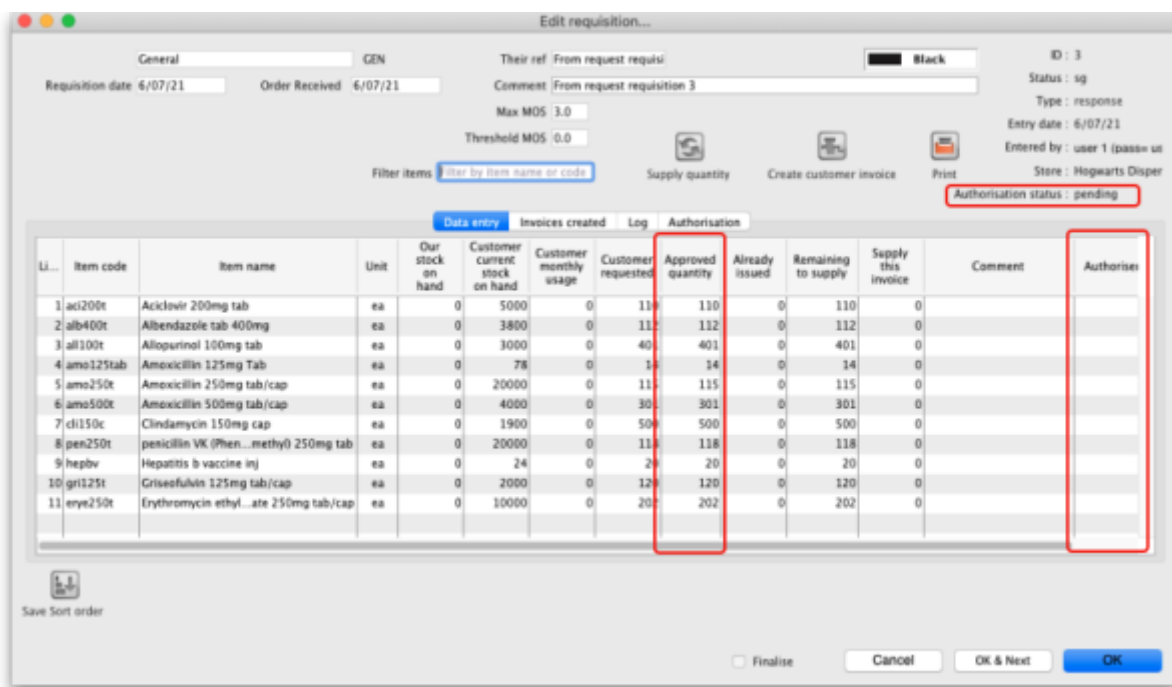 Edit requisition...
General GEN Their ref From request requisi Black ID : 3
Requisition date 6/07/21 Order Received 6/07/21 Comment From request requisition 3 Status : sg
Max MOS 3.0 Type : response
Threshold MOS 0.0 Entry date : 6/07/21
Entered by : user 1 (pass= us
Filter items Filter by item name or code Supply quantity Create customer invoice Print Store : Hogwarts Disper
Authorisation status : pending
Data entry Invoices created Log Authorisation
Li... Item code Item name Unit Our stock on hand Customer current stock on hand Customer monthly usage Customer requested Approved quantity Already issued Remaining to supply Supply this invoice Comment Authorise
1 aci200t Aciclovir 200mg tab ea 0 5000 0 110 110 0 110 0
2 alb400t Albendazole tab 400mg ea 0 3800 0 112 112 0 112 0
3 all100t Allopurinol 100mg tab ea 0 3000 0 401 401 0 401 0
4 amo125tab Amoxicillin 125mg Tab ea 0 78 0 14 14 0 14 0
5 amo250t Amoxicillin 250mg tab/cap ea 0 20000 0 115 115 0 115 0
6 amo500t Amoxicillin 500mg tab/cap ea 0 4000 0 301 301 0 301 0
7 cli150c Clindamycin 150mg cap ea 0 1900 0 500 500 0 500 0
8 pen250t penicillin VK (Phen...methyl) 250mg tab ea 0 20000 0 118 118 0 118 0
9 hepbv Hepatitis b vaccine inj ea 0 24 0 20 20 0 20 0
10 gri125t Griseofulvin 125mg tab/cap ea 0 2000 0 120 120 0 120 0
11 erye250t Erythromycin ethyl...ate 250mg tab/cap ea 0 10000 0 202 202 0 202 0
Save Sort order
Finalise Cancel OK & Next OK